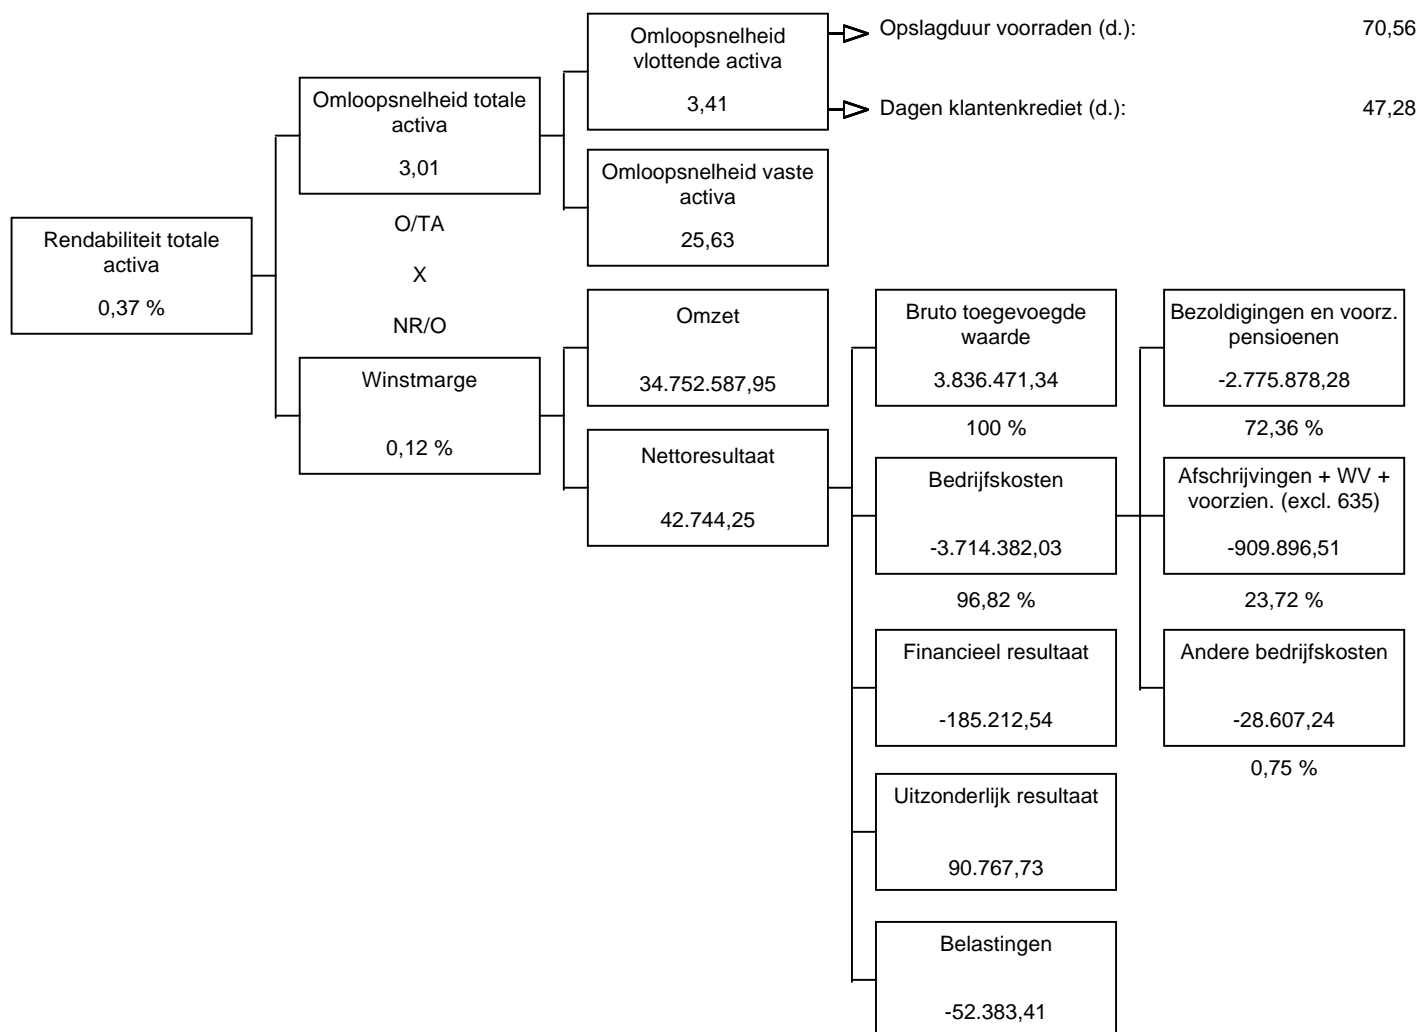 Rendabiliteit totale
activa
0,37 %
Omloopsnelheid totale
activa
3,01
O/TA
X
NR/O
Winstmarge
0,12 %
Omloopsnelheid
vlottende activa
3,41
Opslagduur voorraden (d.): 70,56
Dagen klantenkrediet (d.): 47,28
Omloopsnelheid vaste
activa
25,63
Omzet
34.752.587,95
Nettoresultaat
42.744,25
Bruto toegevoegde
waarde
3.836.471,34
100 %
Bedrijfskosten
-3.714.382,03
96,82 %
Financieel resultaat
-185.212,54
Uitzonderlijk resultaat
90.767,73
Belastingen
-52.383,41
Bezoldigingen en voorz.
pensioenen
-2.775.878,28
72,36 %
Afschrijvingen + WV +
voorzien. (excl. 635)
-909.896,51
23,72 %
Andere bedrijfskosten
-28.607,24
0,75 %